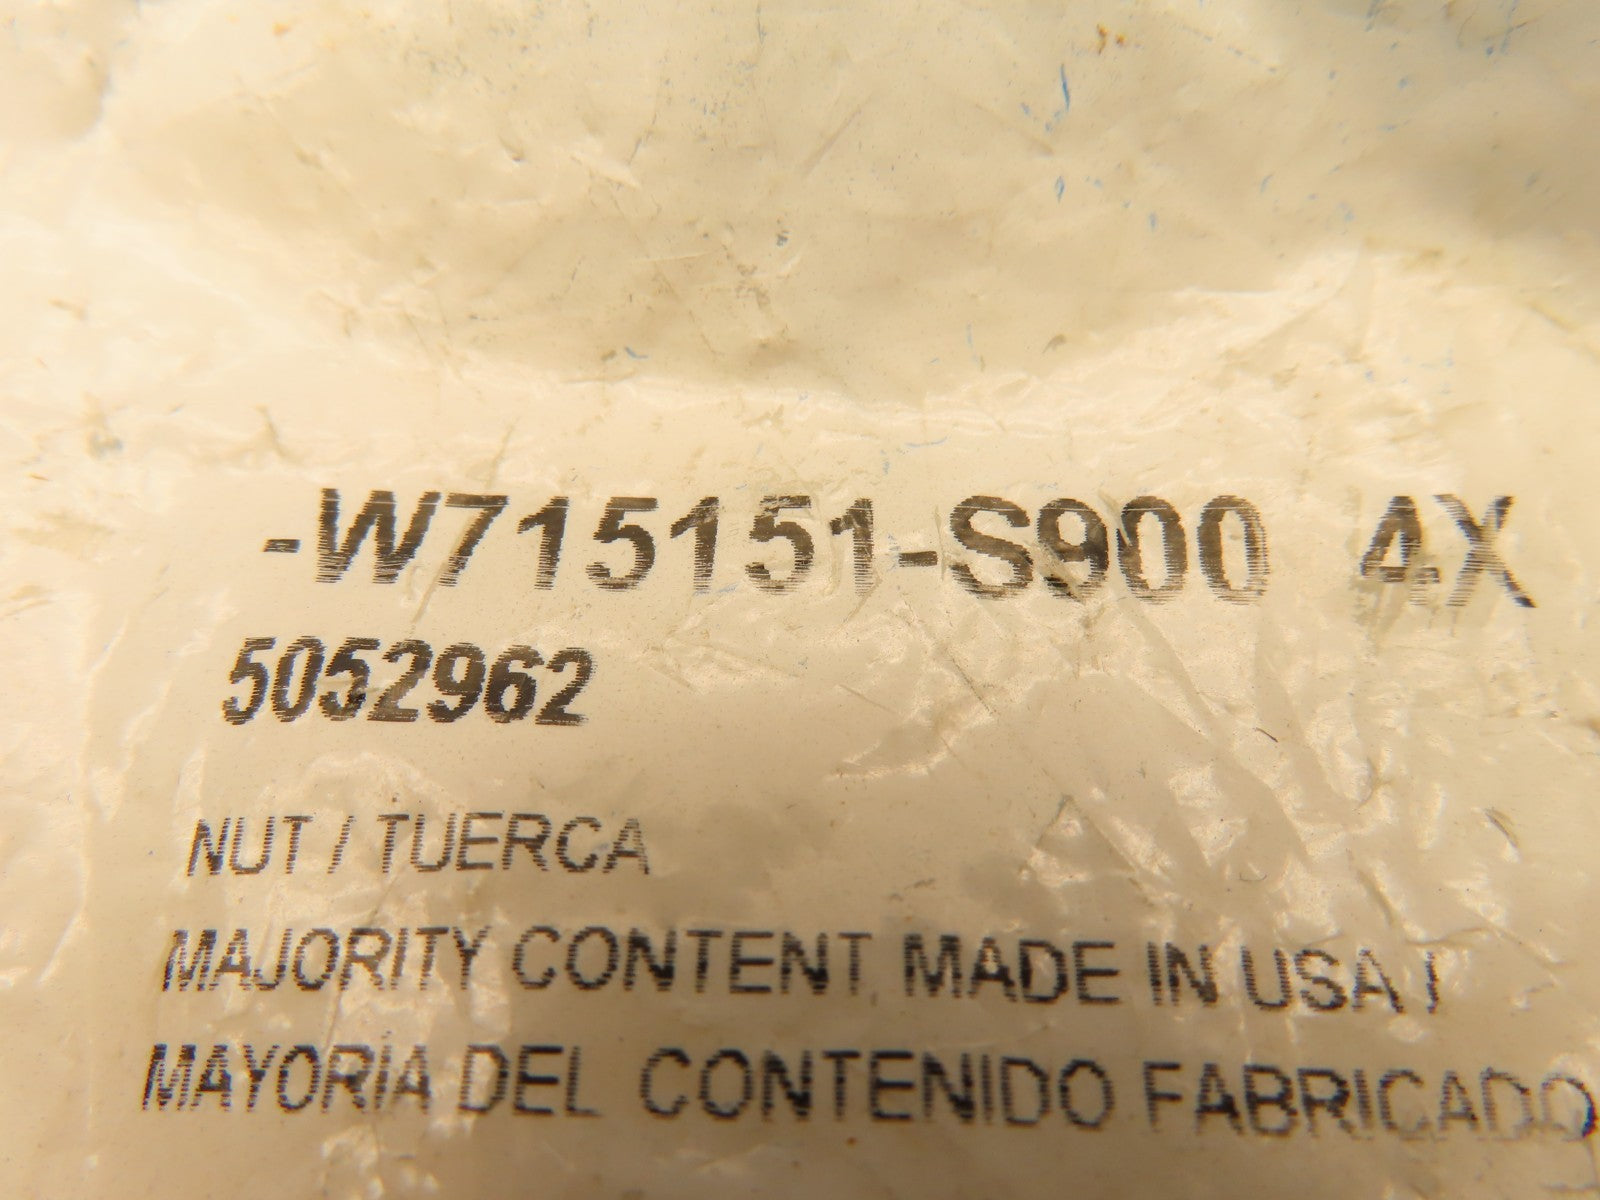 -W715151-S900 4X
5052962
NUT / TUERCA
MAJORITY CONTENT MADE IN USA /
MAYORIA DEL CONTENIDO FABRICADO